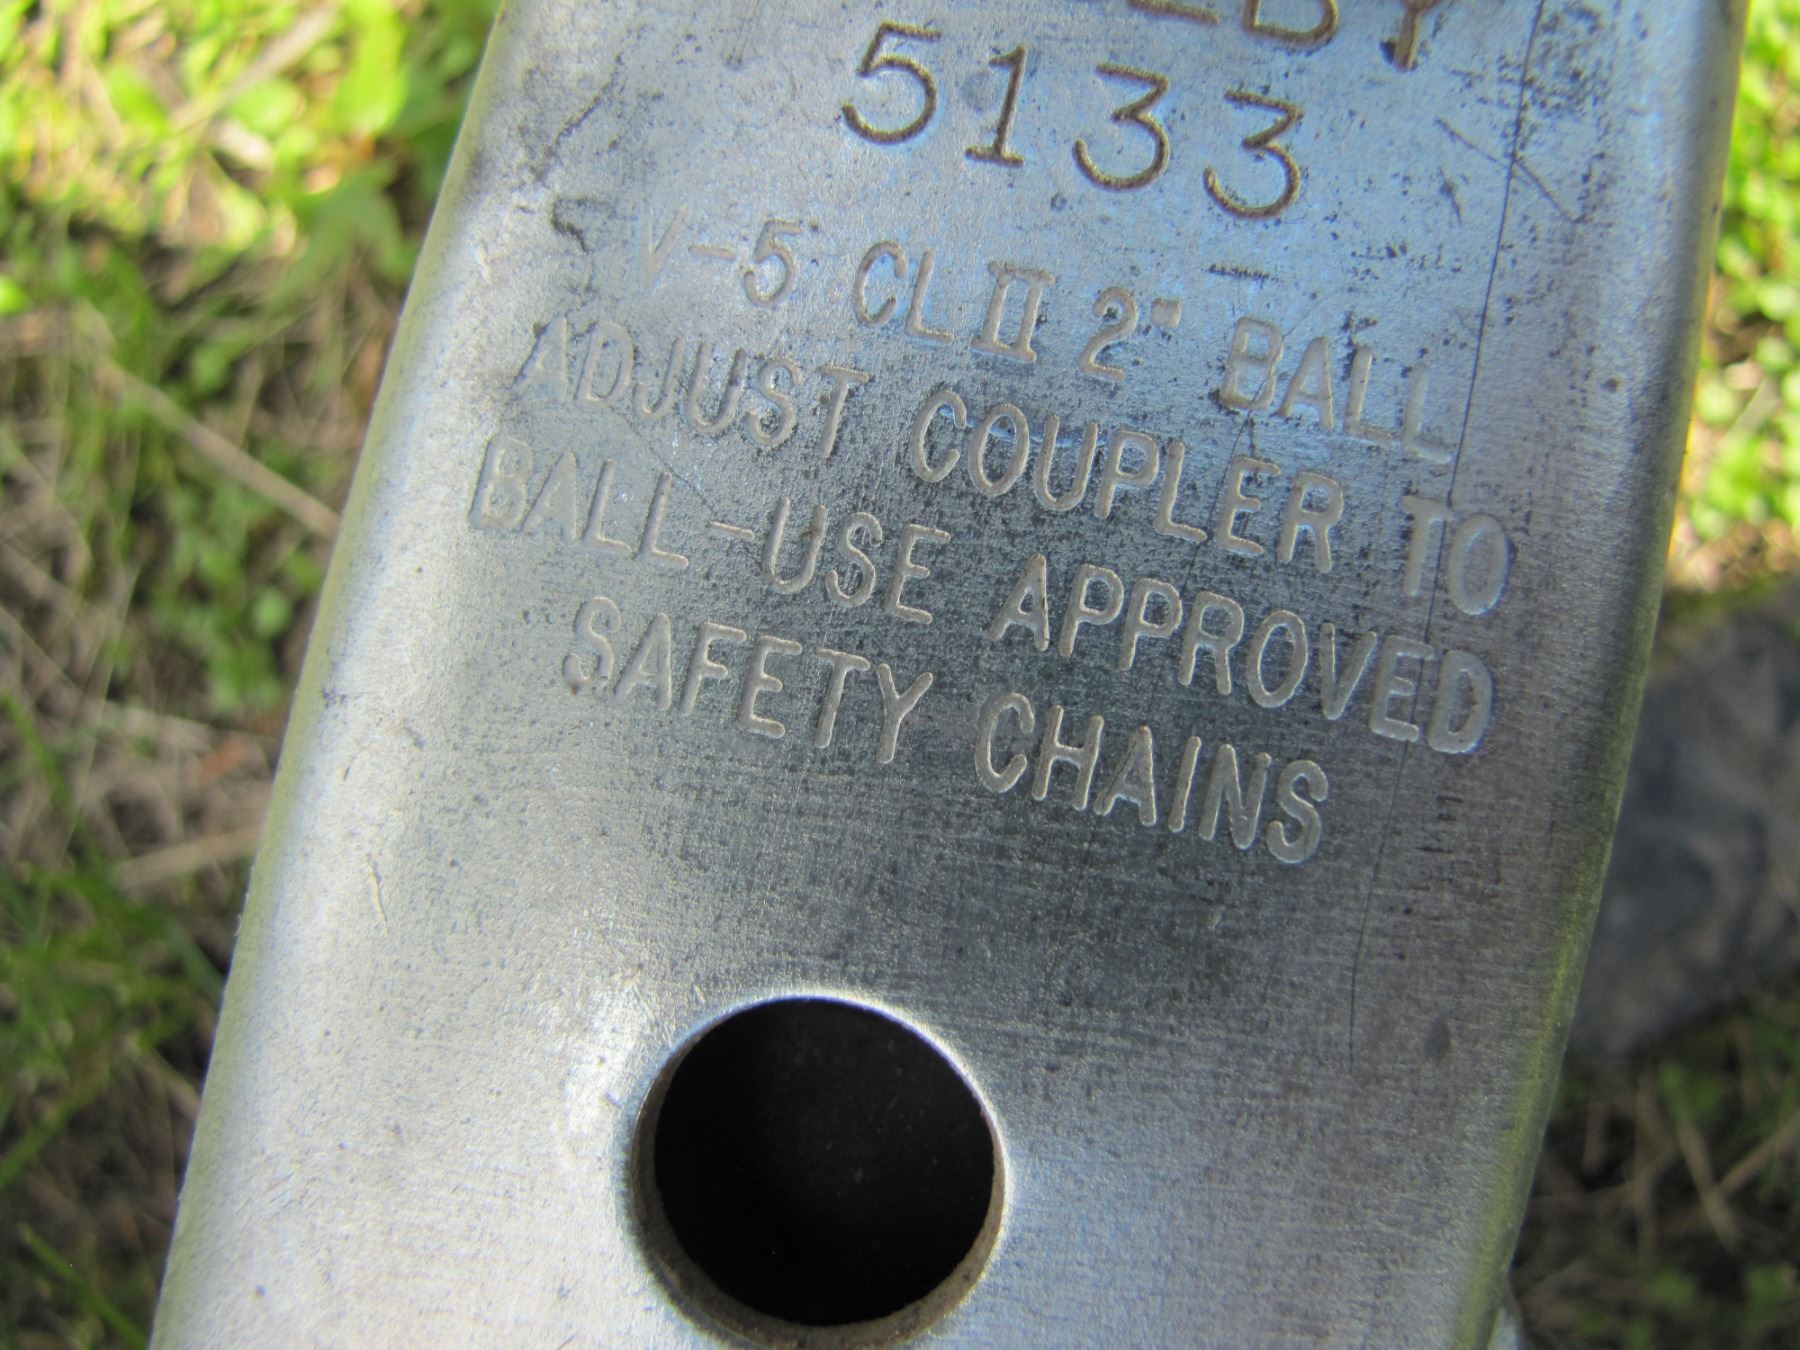 5133
V-5 CL II 2" BALL
ADJUST COUPLER TO
BALL-USE APPROVED
SAFETY CHAINS